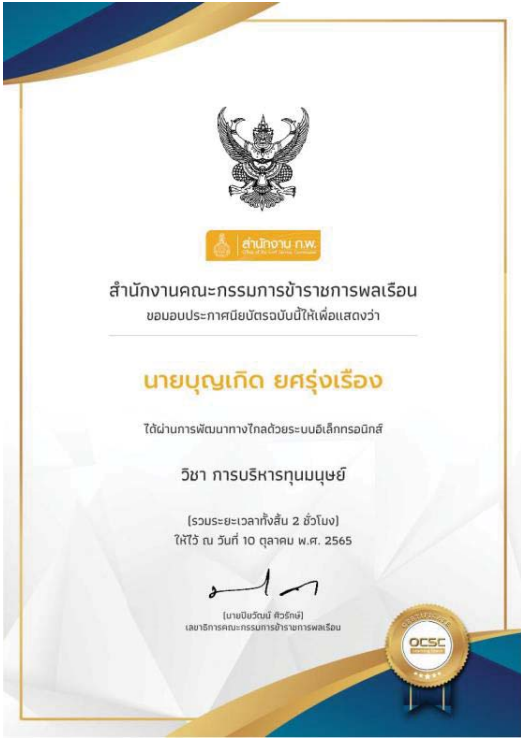 สำนักงาน ก.พ.
สำนักงานคณะกรรมการข้าราชการพลเรือน
ขอมอบประกาศนียบัตรฉบับนี้ให้เพื่อแสดงว่า
นายบุญเกิด ยศรุ่งเรือง
ได้ผ่านการพัฒนาทางไกลด้วยระบบอิเล็กทรอนิกส์
วิชา การบริหารทุนมนุษย์
(รวมระยะเวลาทั้งสิ้น 2 ชั่วโมง)
ให้ไว้ ณ วันที่ 10 ตุลาคม พ.ศ. 2565
(นายปิยวัฒน์ ศิวรักษ์)
เลขาธิการคณะกรรมการข้าราชการพลเรือน
CERTIFICATE
OCSC